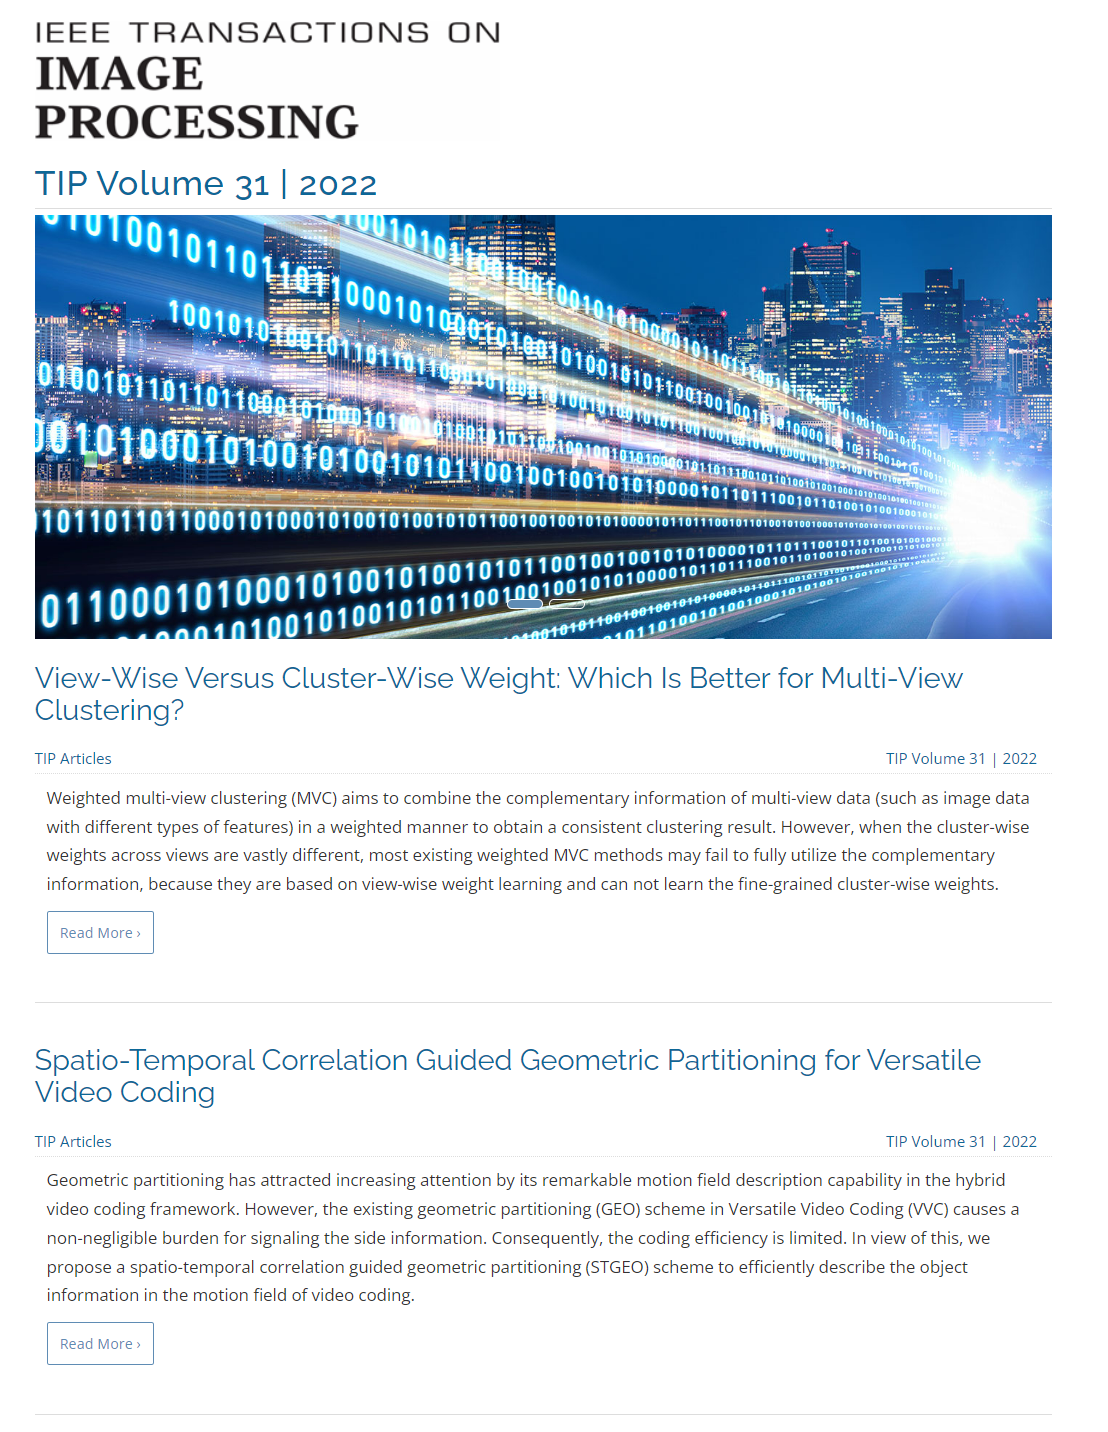 IEEE TRANSACTIONS ON
IMAGE
PROCESSING
TIP Volume 31 | 2022
View-Wise Versus Cluster-Wise Weight: Which Is Better for Multi-View
Clustering?
TIP Articles
TIP Volume 31 | 2022
Weighted multi-view clustering (MVC) aims to combine the complementary information of multi-view data (such as image data
with different types of features) in a weighted manner to obtain a consistent clustering result. However, when the cluster-wise
weights across views are vastly different, most existing weighted MVC methods may fail to fully utilize the complementary
information, because they are based on view-wise weight learning and can not learn the fine-grained cluster-wise weights.
Read More ›
Spatio-Temporal Correlation Guided Geometric Partitioning for Versatile
Video Coding
TIP Articles
TIP Volume 31 | 2022
Geometric partitioning has attracted increasing attention by its remarkable motion field description capability in the hybrid
video coding framework. However, the existing geometric partitioning (GEO) scheme in Versatile Video Coding (VVC) causes a
non-negligible burden for signaling the side information. Consequently, the coding efficiency is limited. In view of this, we
propose a spatio-temporal correlation guided geometric partitioning (STGEO) scheme to efficiently describe the object
information in the motion field of video coding.
Read More ›